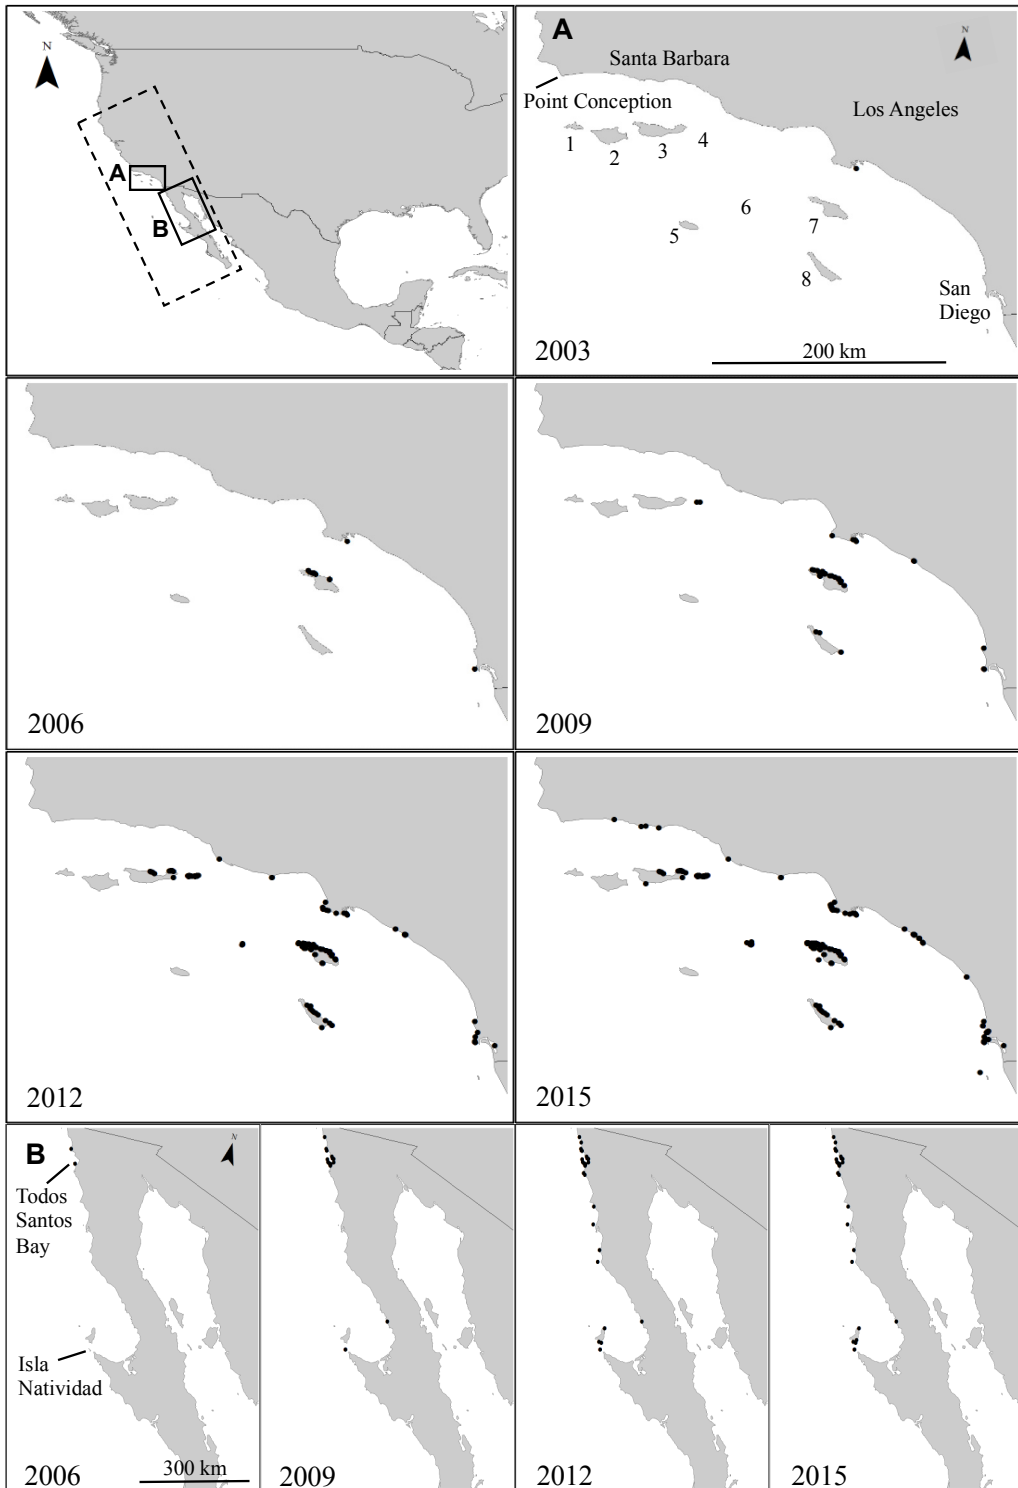 N
A
B
A
N
Santa Barbara
Point Conception
Los Angeles
1
2
3
4
5
6
7
8
San
Diego
2003
200 km
2006
2009
2012
2015
B
N
Todos
Santos
Bay
Isla
Natividad
2006
300 km
2009
2012
2015